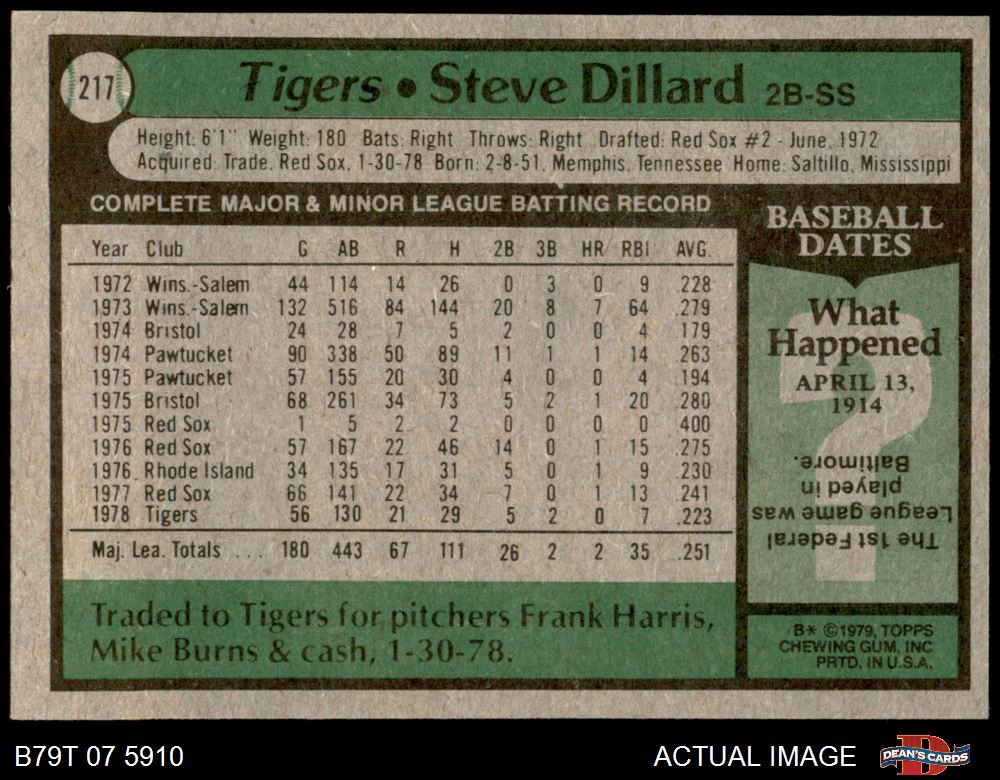 217
Tigers • Steve Dillard 2B-SS
Height: 6'1" Weight: 180 Bats: Right Throws: Right Drafted: Red Sox #2 - June, 1972
Acquired: Trade, Red Sox, 1-30-78 Born: 2-8-51, Memphis, Tennessee Home: Saltillo, Mississippi
COMPLETE MAJOR & MINOR LEAGUE BATTING RECORD
Year Club G AB R H 2B 3B HR RBI AVG.
1972 Wins.-Salem 44 114 14 26 0 3 0 9 .228
1973 Wins.-Salem 132 516 84 144 20 8 7 64 .279
1974 Bristol 24 28 7 5 2 0 0 4 .179
1974 Pawtucket 90 338 50 89 11 1 1 14 .263
1975 Pawtucket 57 155 20 30 4 0 0 4 .194
1975 Bristol 68 261 34 73 5 2 1 20 .280
1975 Red Sox 1 5 2 2 0 0 0 0 .400
1976 Red Sox 57 167 22 46 14 0 1 15 .275
1976 Rhode Island 34 135 17 31 5 0 1 9 .230
1977 Red Sox 66 141 22 34 7 0 1 13 .241
1978 Tigers 56 130 21 29 5 2 0 7 .223
Maj. Lea. Totals ... 180 443 67 111 26 2 2 35 .251
Traded to Tigers for pitchers Frank Harris,
Mike Burns & cash, 1-30-78.
BASEBALL
DATES
What
Happened
APRIL 13,
1914
?
The 1st Federal
League game was
played in
Baltimore.
B* ©1979, TOPPS
CHEWING GUM, INC
PRTD. IN U.S.A.
B79T 07 5910
ACTUAL IMAGE
D
DEAN'S CARDS